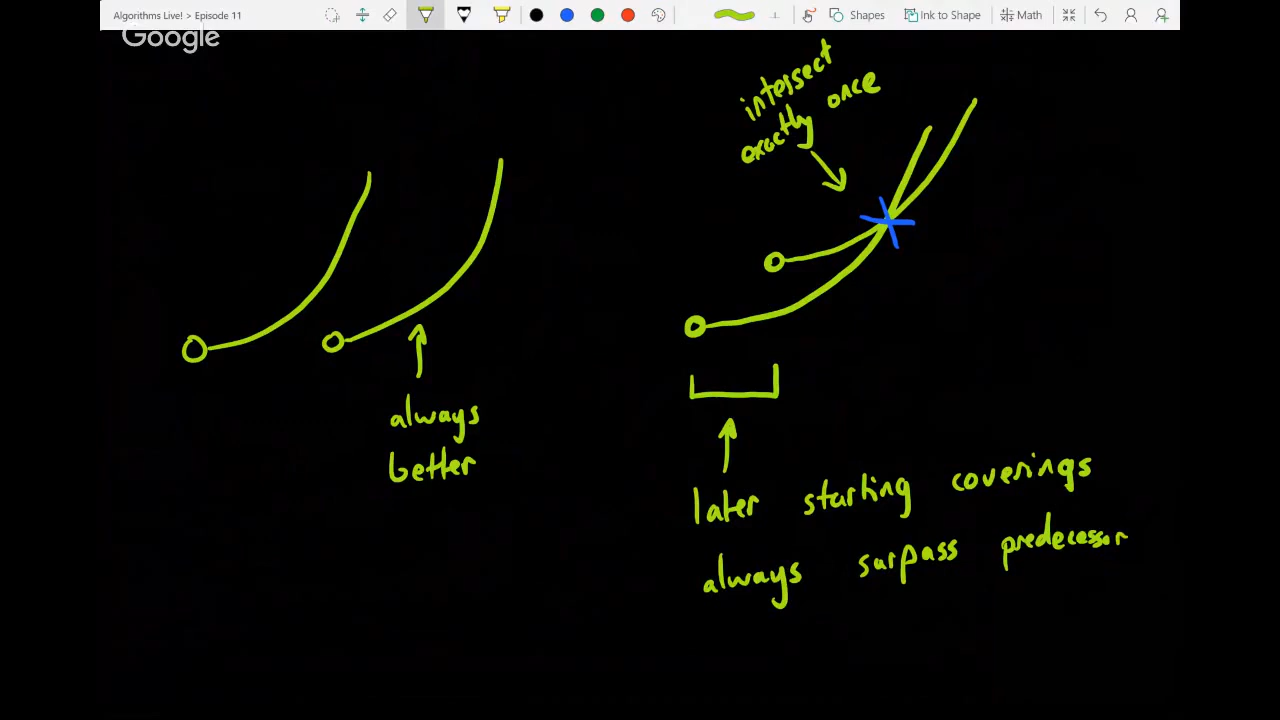 Algorithms Live! > Episode 11
Shapes
Ink to Shape
Math
Google
intersect
exactly once
always
better
later starting coverings
always surpass predecessor